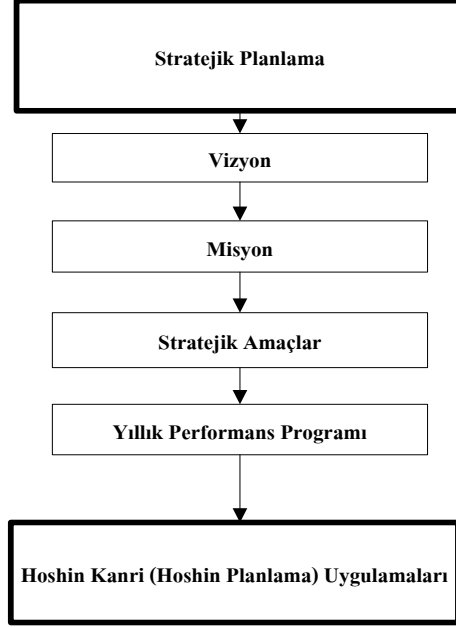 Stratejik Planlama
Vizyon
Misyon
Stratejik Amaçlar
Yıllık Performans Programı
Hoshin Kanri (Hoshin Planlama) Uygulamaları